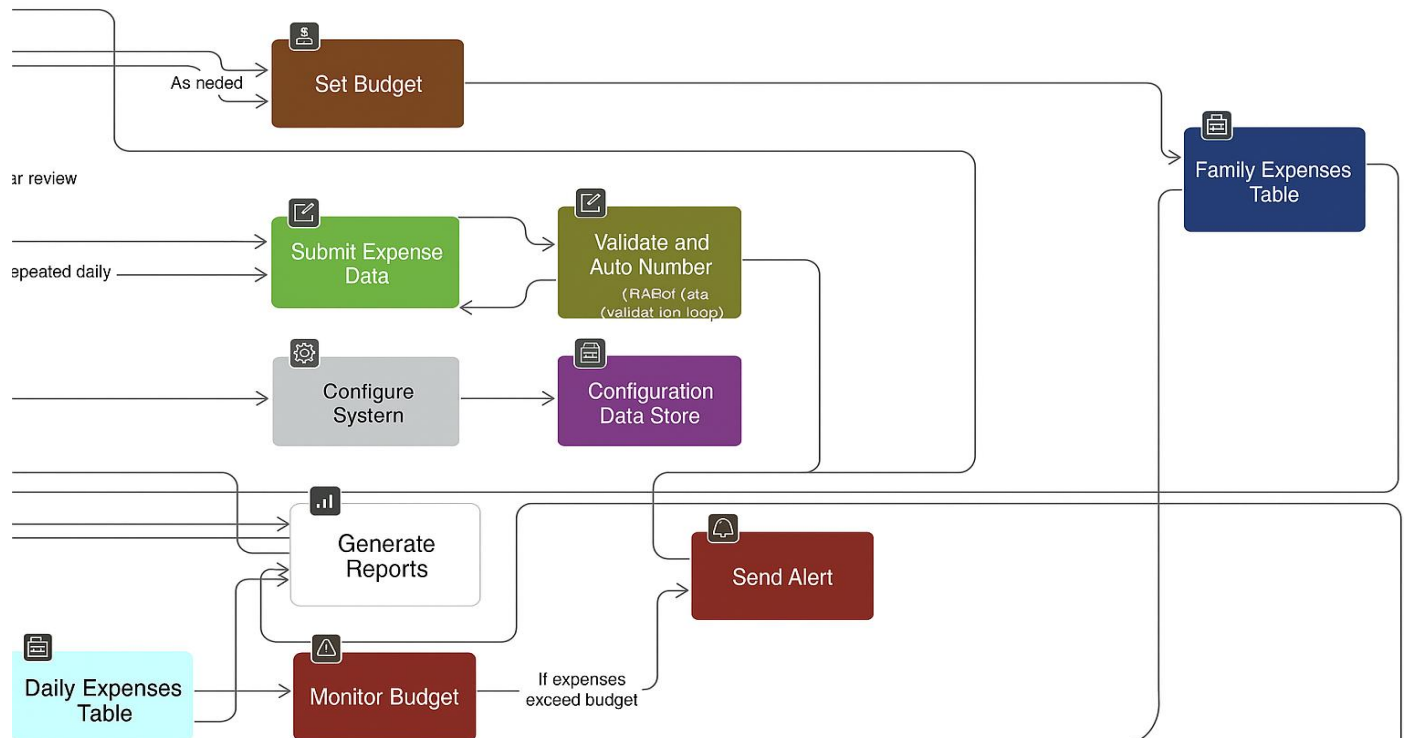 Set Budget
As neded
Family Expenses
Table
ar review
Submit Expense
Data
Validate and
Auto Number
(RABof (ata
(validat ion loop)
epeated daily
Configure
Systern
Configuration
Data Store
Generate
Reports
Send Alert
Daily Expenses
Table
Monitor Budget
If expenses
exceed budget